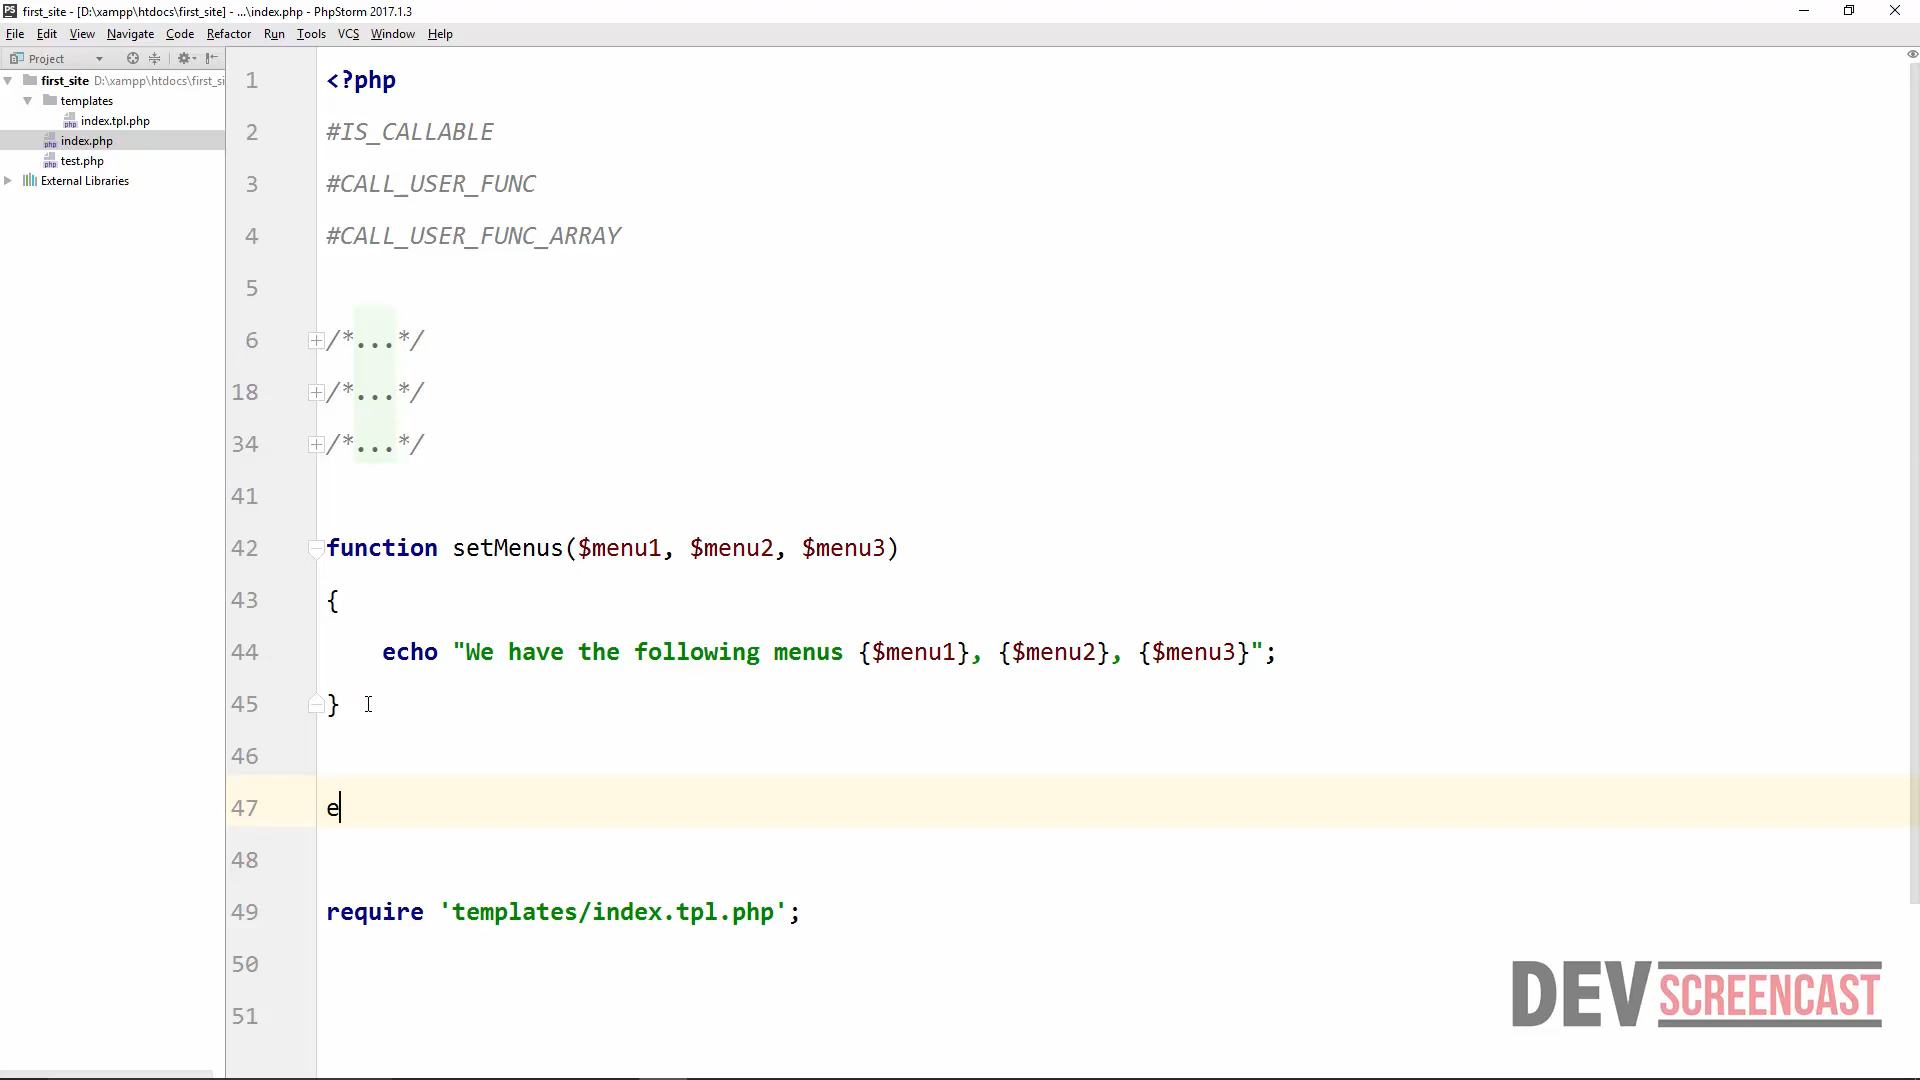 first_site - [D:\xampp\htdocs\first_site] - ...\index.php - PhpStorm 2017.1.3
File Edit View Navigate Code Refactor Run Tools VCS Window Help
Project
first_site D:\xampp\htdocs\first_si
templates
index.tpl.php
index.php
test.php
External Libraries
1 <?php
2 #IS_CALLABLE
3 #CALL_USER_FUNC
4 #CALL_USER_FUNC_ARRAY
5
6 /*...*/
18 /*...*/
34 /*...*/
41
42 function setMenus($menu1, $menu2, $menu3)
43 {
44 echo "We have the following menus {$menu1}, {$menu2}, {$menu3}";
45 }
46
47 e
48
49 require 'templates/index.tpl.php';
50
51
DEV SCREENCAST